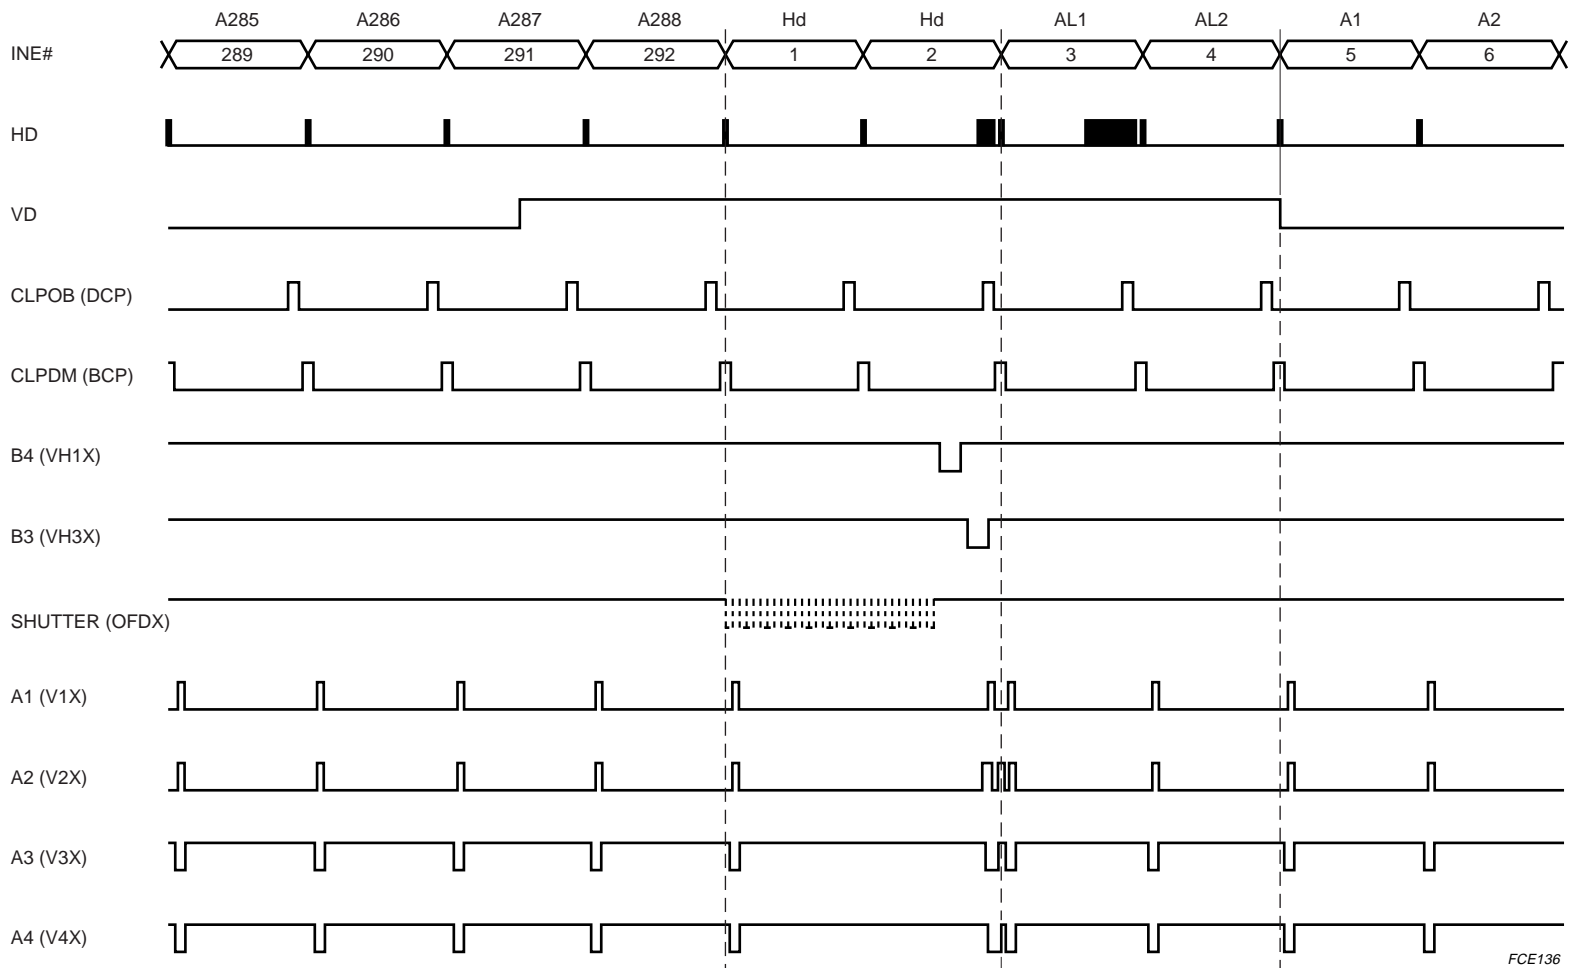 A285 A286 A287 A288 Hd Hd AL1 AL2 A1 A2
INE# 289 290 291 292 1 2 3 4 5 6
HD
VD
CLPOB (DCP)
CLPDM (BCP)
B4 (VH1X)
B3 (VH3X)
SHUTTER (OFDX)
A1 (V1X)
A2 (V2X)
A3 (V3X)
A4 (V4X)
FCE136